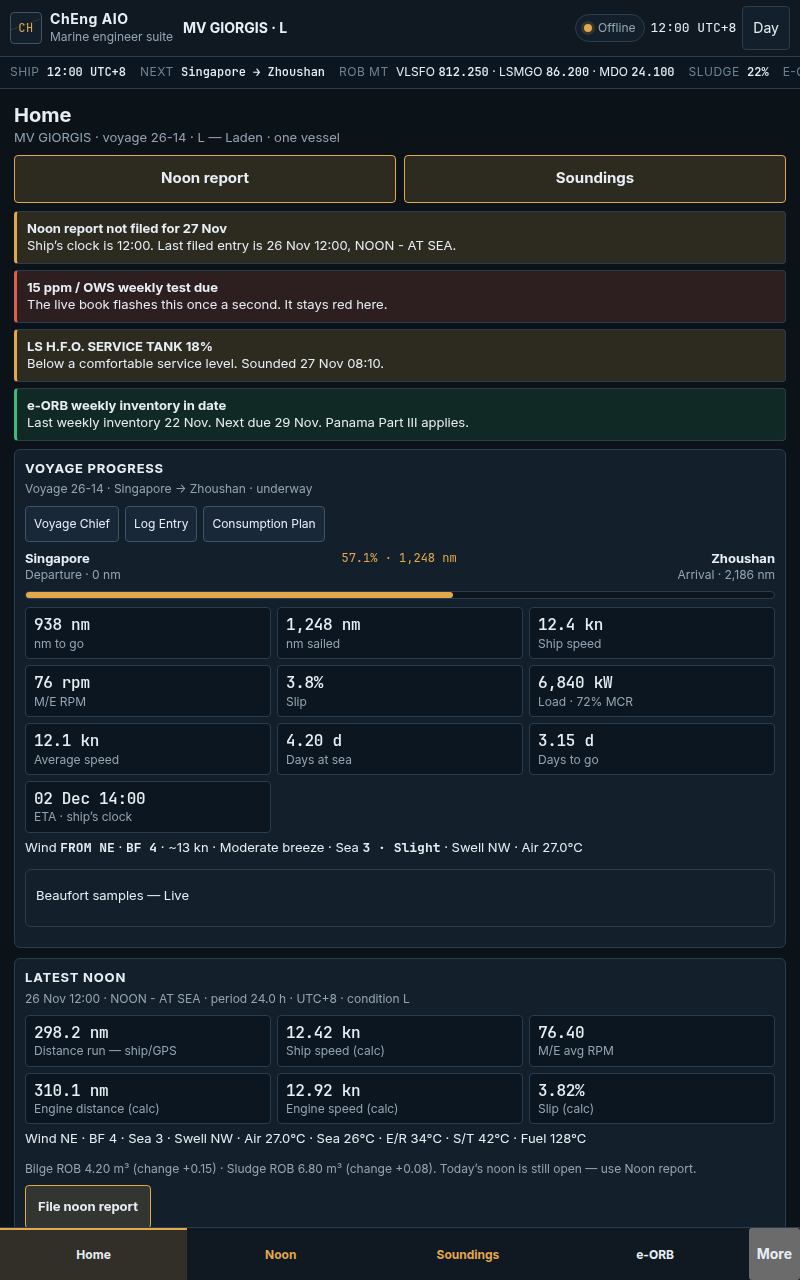 CH
ChEng AIO
Marine engineer suite
MV GIORGIS · L
Offline
12:00 UTC+8
Day
SHIP 12:00 UTC+8 NEXT Singapore → Zhoushan ROB MT VLSFO 812.250 · LSMGO 86.200 · MDO 24.100 SLUDGE 22%
Home
MV GIORGIS · voyage 26-14 · L — Laden · one vessel
Noon report
Soundings
Noon report not filed for 27 Nov
Ship's clock is 12:00. Last filed entry is 26 Nov 12:00, NOON - AT SEA.
15 ppm / OWS weekly test due
The live book flashes this once a second. It stays red here.
LS H.F.O. SERVICE TANK 18%
Below a comfortable service level. Sounded 27 Nov 08:10.
e-ORB weekly inventory in date
Last weekly inventory 22 Nov. Next due 29 Nov. Panama Part III applies.
VOYAGE PROGRESS
Voyage 26-14 · Singapore → Zhoushan · underway
Voyage Chief
Log Entry
Consumption Plan
Singapore 57.1% · 1,248 nm Zhoushan
Departure · 0 nm Arrival · 2,186 nm
938 nm 1,248 nm 12.4 kn
nm to go nm sailed Ship speed
76 rpm 3.8% 6,840 kW
M/E RPM Slip Load · 72% MCR
12.1 kn 4.20 d 3.15 d
Average speed Days at sea Days to go
02 Dec 14:00
ETA · ship's clock
Wind FROM NE · BF 4 · ~13 kn · Moderate breeze · Sea 3 · Slight · Swell NW · Air 27.0°C
Beaufort samples — Live
LATEST NOON
26 Nov 12:00 · NOON - AT SEA · period 24.0 h · UTC+8 · condition L
298.2 nm 12.42 kn 76.40
Distance run — ship/GPS Ship speed (calc) M/E avg RPM
310.1 nm 12.92 kn 3.82%
Engine distance (calc) Engine speed (calc) Slip (calc)
Wind NE · BF 4 · Sea 3 · Swell NW · Air 27.0°C · Sea 26°C · E/R 34°C · S/T 42°C · Fuel 128°C
Bilge ROB 4.20 m³ (change +0.15) · Sludge ROB 6.80 m³ (change +0.08). Today's noon is still open — use Noon report.
File noon report
Home Noon Soundings e-ORB More